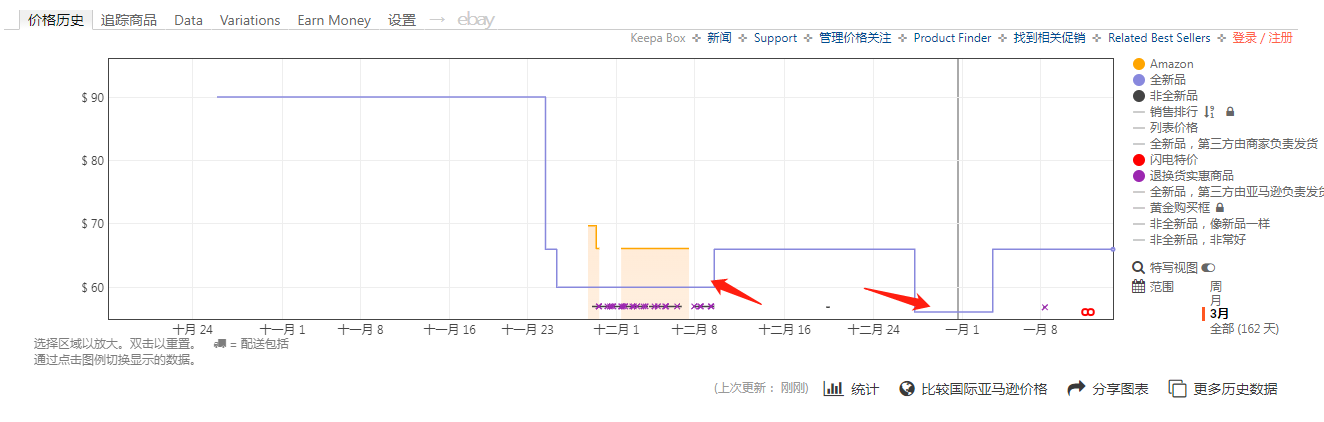 价格历史 追踪商品 Data Variations Earn Money 设置 → ebay
Keepa Box 新闻 Support 管理价格关注 Product Finder 找到相关促销 Related Best Sellers 登录 / 注册
$ 90
$ 80
$ 70
$ 60
十月 24 十一月 1 十一月 8 十一月 16 十一月 23 十二月 1 十二月 8 十二月 16 十二月 24 一月 1 一月 8
Amazon
全新品
非全新品
销售排行
列表价格
全新品，第三方由商家负责发货
闪电特价
退换货实惠商品
全新品，第三方由亚马逊负责发
黄金购买框
非全新品，像新品一样
非全新品，非常好
特写视图
范围 周
月
3月
全部 (162 天)
选择区域以放大。双击以重置。 = 配送包括
通过点击图例切换显示的数据。
(上次更新： 刚刚) 统计 比较国际亚马逊价格 分享图表 更多历史数据